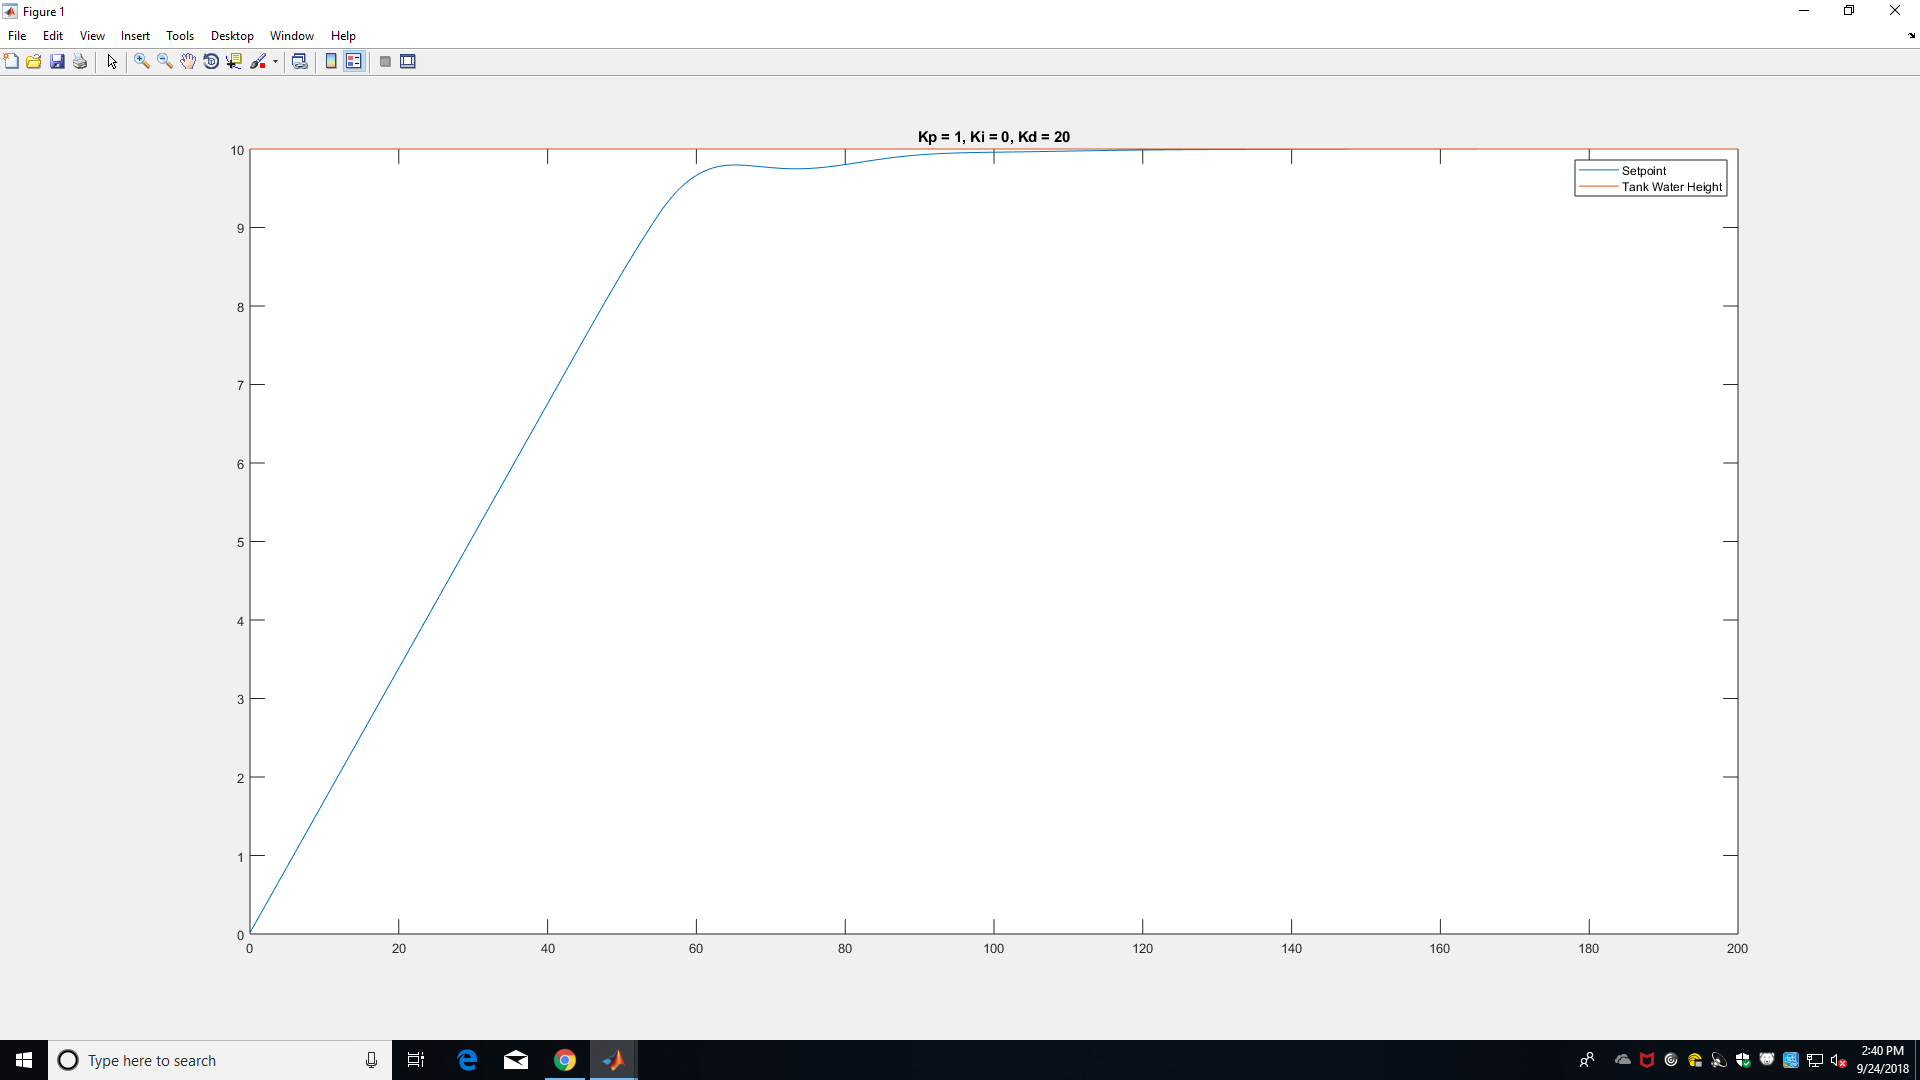 Figure 1
File Edit View Insert Tools Desktop Window Help
Kp = 1, Ki = 0, Kd = 20
10
9
8
7
6
5
4
3
2
1
0
Setpoint
Tank Water Height
0 20 40 60 80 100 120 140 160 180 200
Type here to search
2:40 PM
9/24/2018